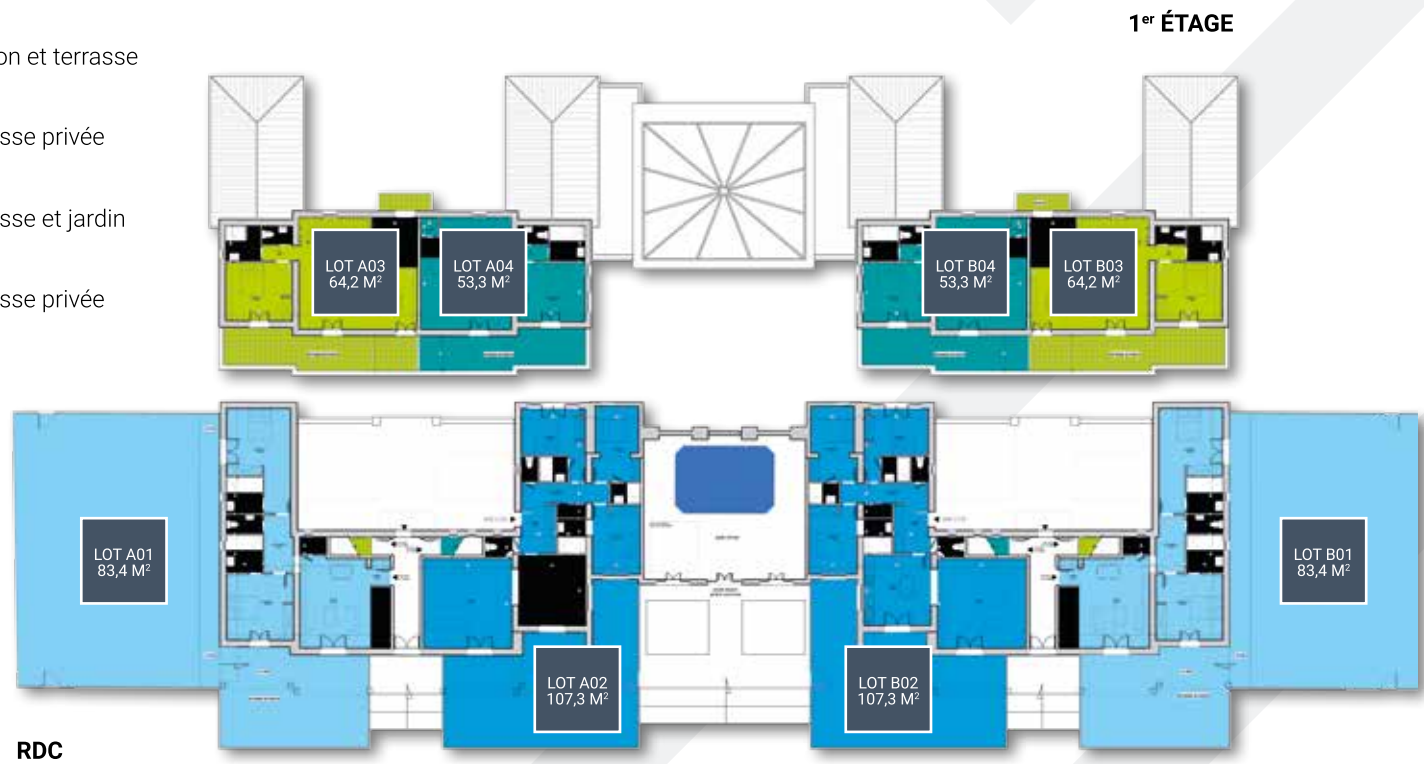 1er ÉTAGE
on et terrasse
sse privée
sse et jardin
sse privée
LOT A03
64,2 M²
LOT A04
53,3 M²
LOT B04
53,3 M²
LOT B03
64,2 M²
LOT A01
83,4 M²
LOT B01
83,4 M²
LOT A02
107,3 M²
LOT B02
107,3 M²
RDC